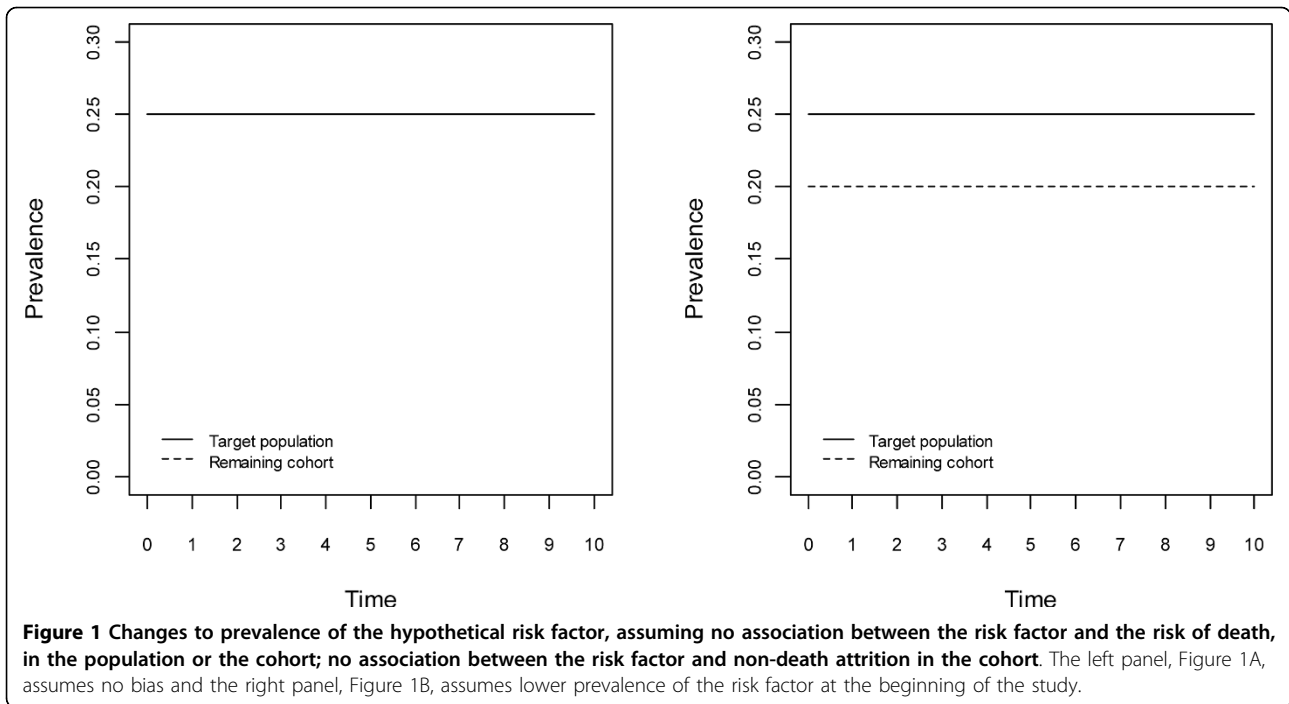 0.30
0.25
0.20
0.15
0.10
0.05
0.00
Prevalence
Target population
Remaining cohort
0 1 2 3 4 5 6 7 8 9 10
Time
0.30
0.25
0.20
0.15
0.10
0.05
0.00
Prevalence
Target population
Remaining cohort
0 1 2 3 4 5 6 7 8 9 10
Time
Figure 1 Changes to prevalence of the hypothetical risk factor, assuming no association between the risk factor and the risk of death,
in the population or the cohort; no association between the risk factor and non-death attrition in the cohort. The left panel, Figure 1A,
assumes no bias and the right panel, Figure 1B, assumes lower prevalence of the risk factor at the beginning of the study.